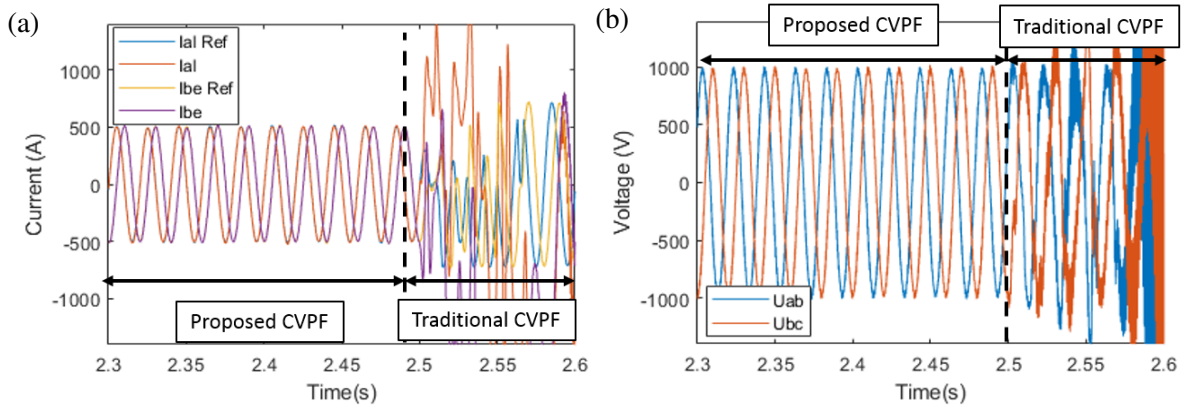 (a)
Ial Ref
Ial
Ibe Ref
Ibe
1000
500
0
-500
-1000
Current (A)
Proposed CVPF
Traditional CVPF
2.3
2.35
2.4
2.45
2.5
2.55
2.6
Time(s)
(b)
Proposed CVPF
Traditional CVPF
1000
500
0
-500
-1000
Voltage (V)
Uab
Ubc
2.3
2.35
2.4
2.45
2.5
2.55
2.6
Time(s)